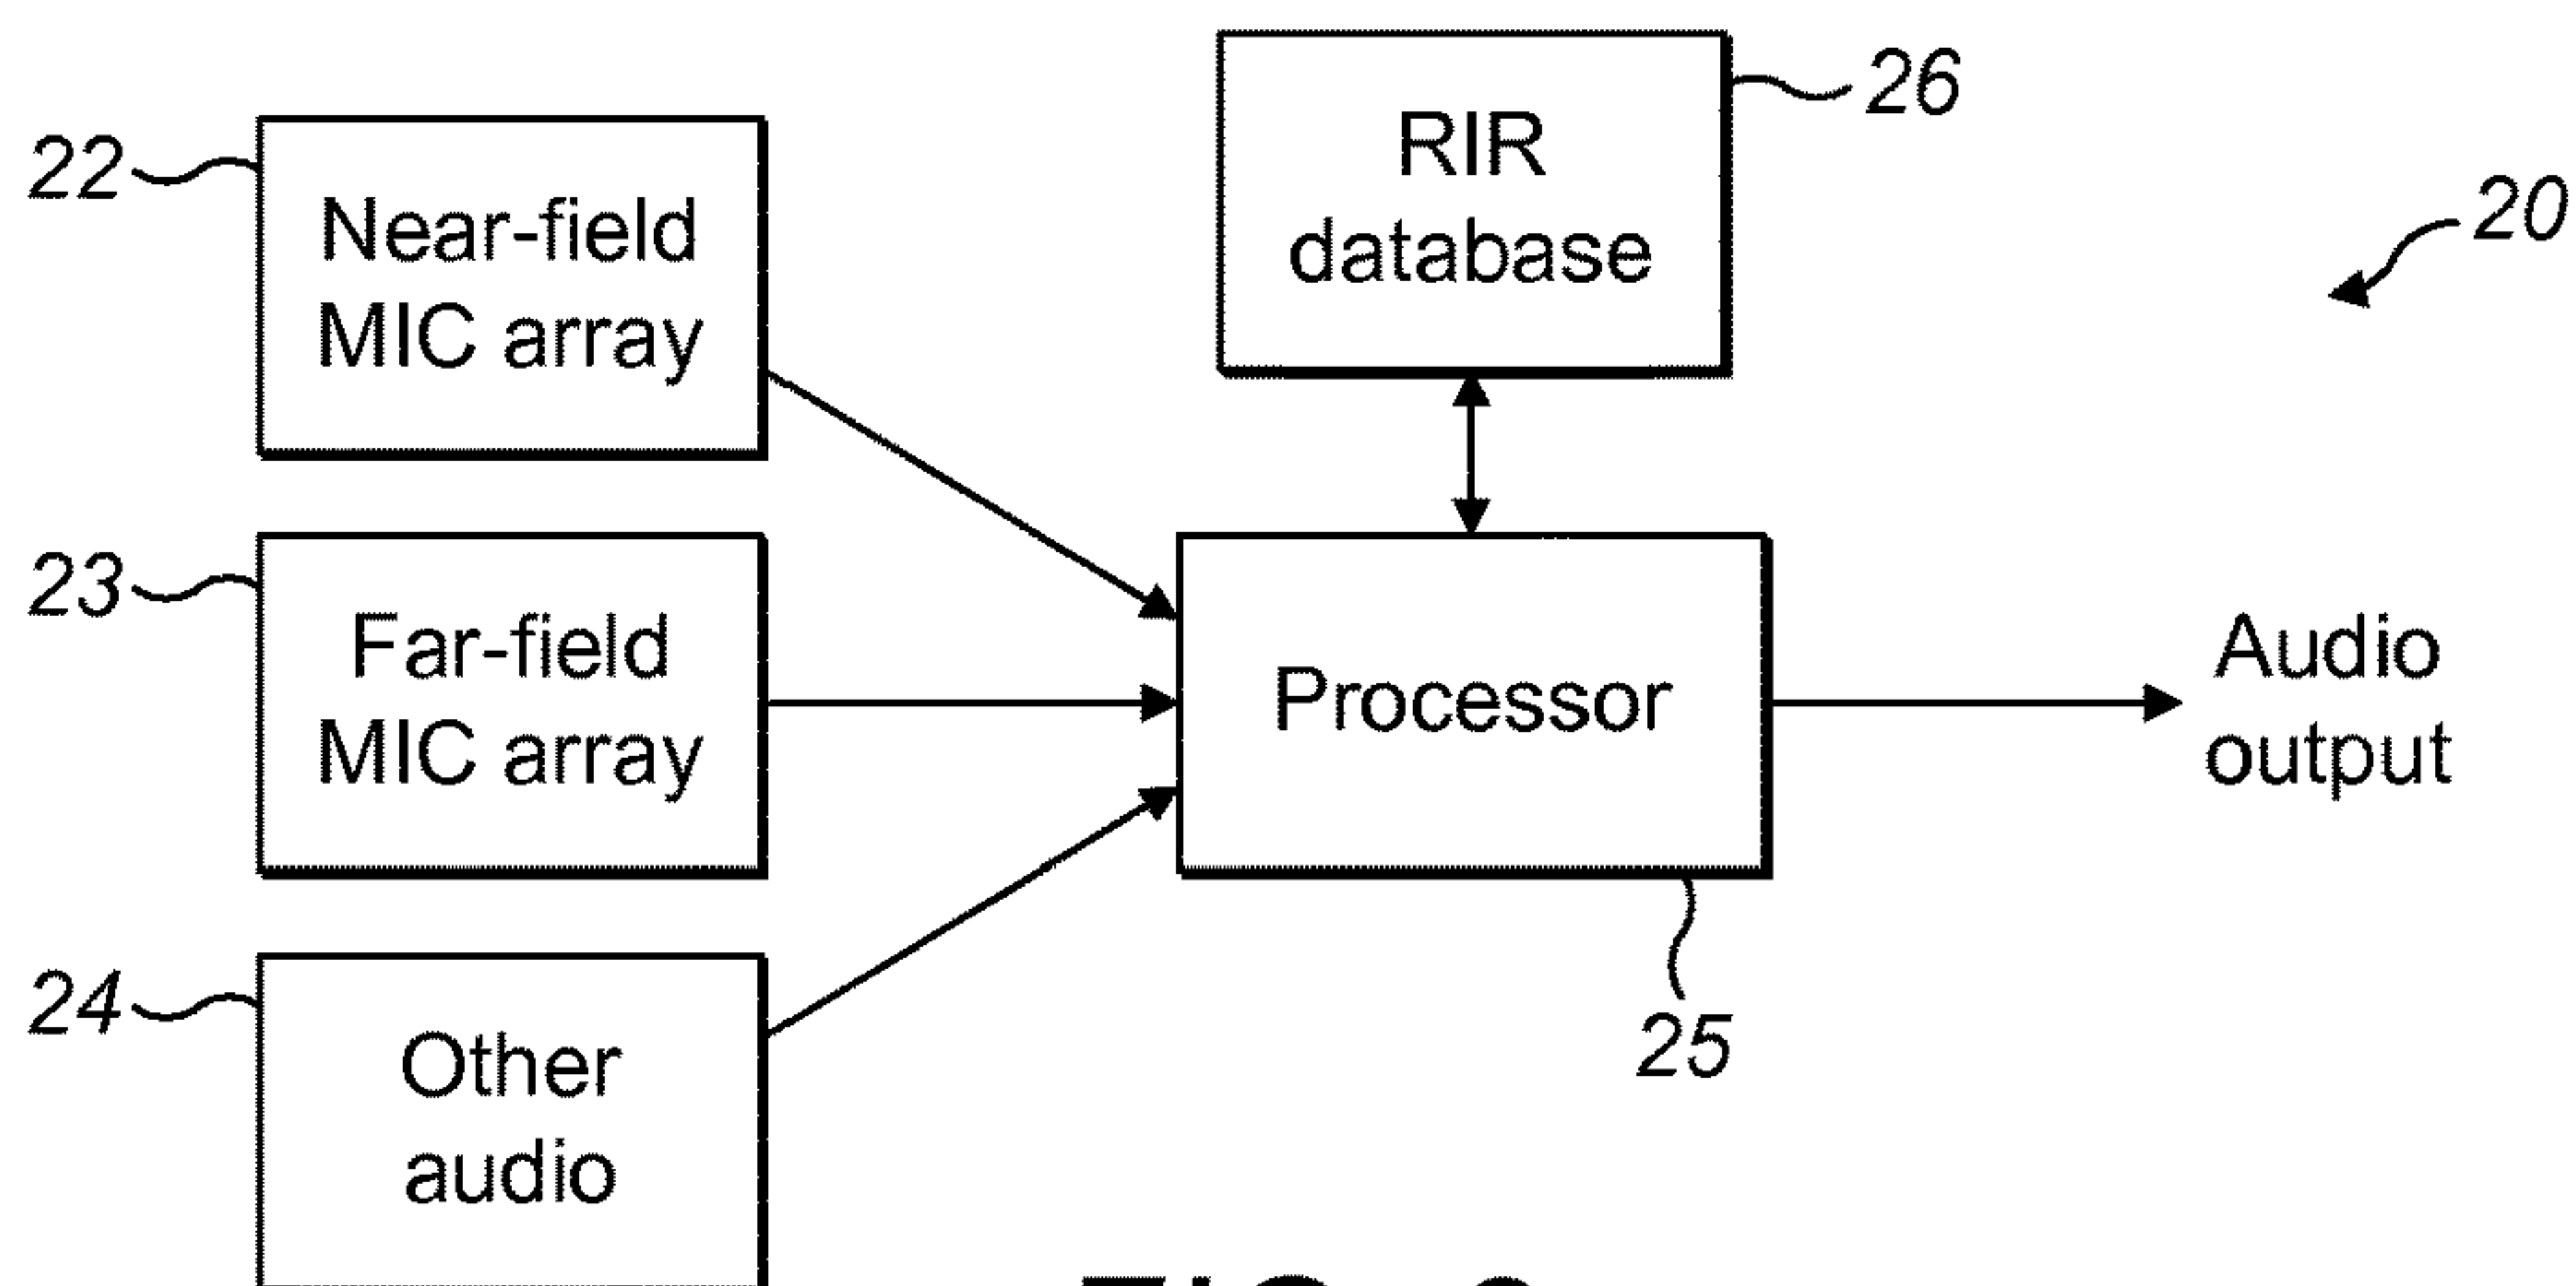 22
Near-field
MIC array
RIR
database
26
20
23
Far-field
MIC array
Processor
Audio
output
24
Other
audio
25